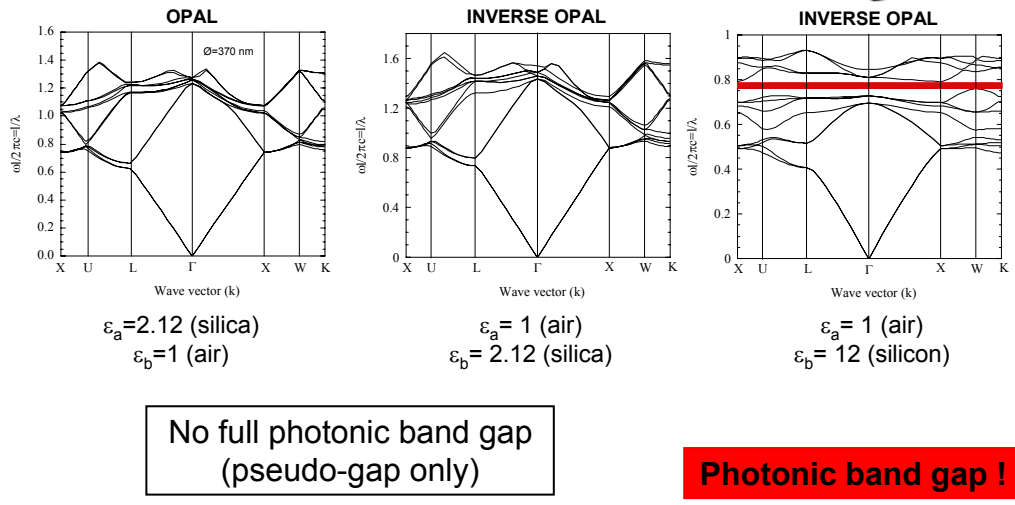 OPAL
Ø=370 nm
ωl/2πc=l/λ
1.6
1.4
1.2
1.0
0.8
0.6
0.4
0.2
0.0
X U L Γ X W K
Wave vector (k)
εa=2.12 (silica)
εb=1 (air)
INVERSE OPAL
ωl/2πc=l/λ
1.6
1.2
0.8
0.4
0
X U L Γ X W K
Wave vector (k)
εa= 1 (air)
εb= 2.12 (silica)
INVERSE OPAL
ωl/2πc=l/λ
1
0.8
0.6
0.4
0.2
0
X U L Γ X W K
Wave vector (k)
εa= 1 (air)
εb= 12 (silicon)
No full photonic band gap
(pseudo-gap only)
Photonic band gap !